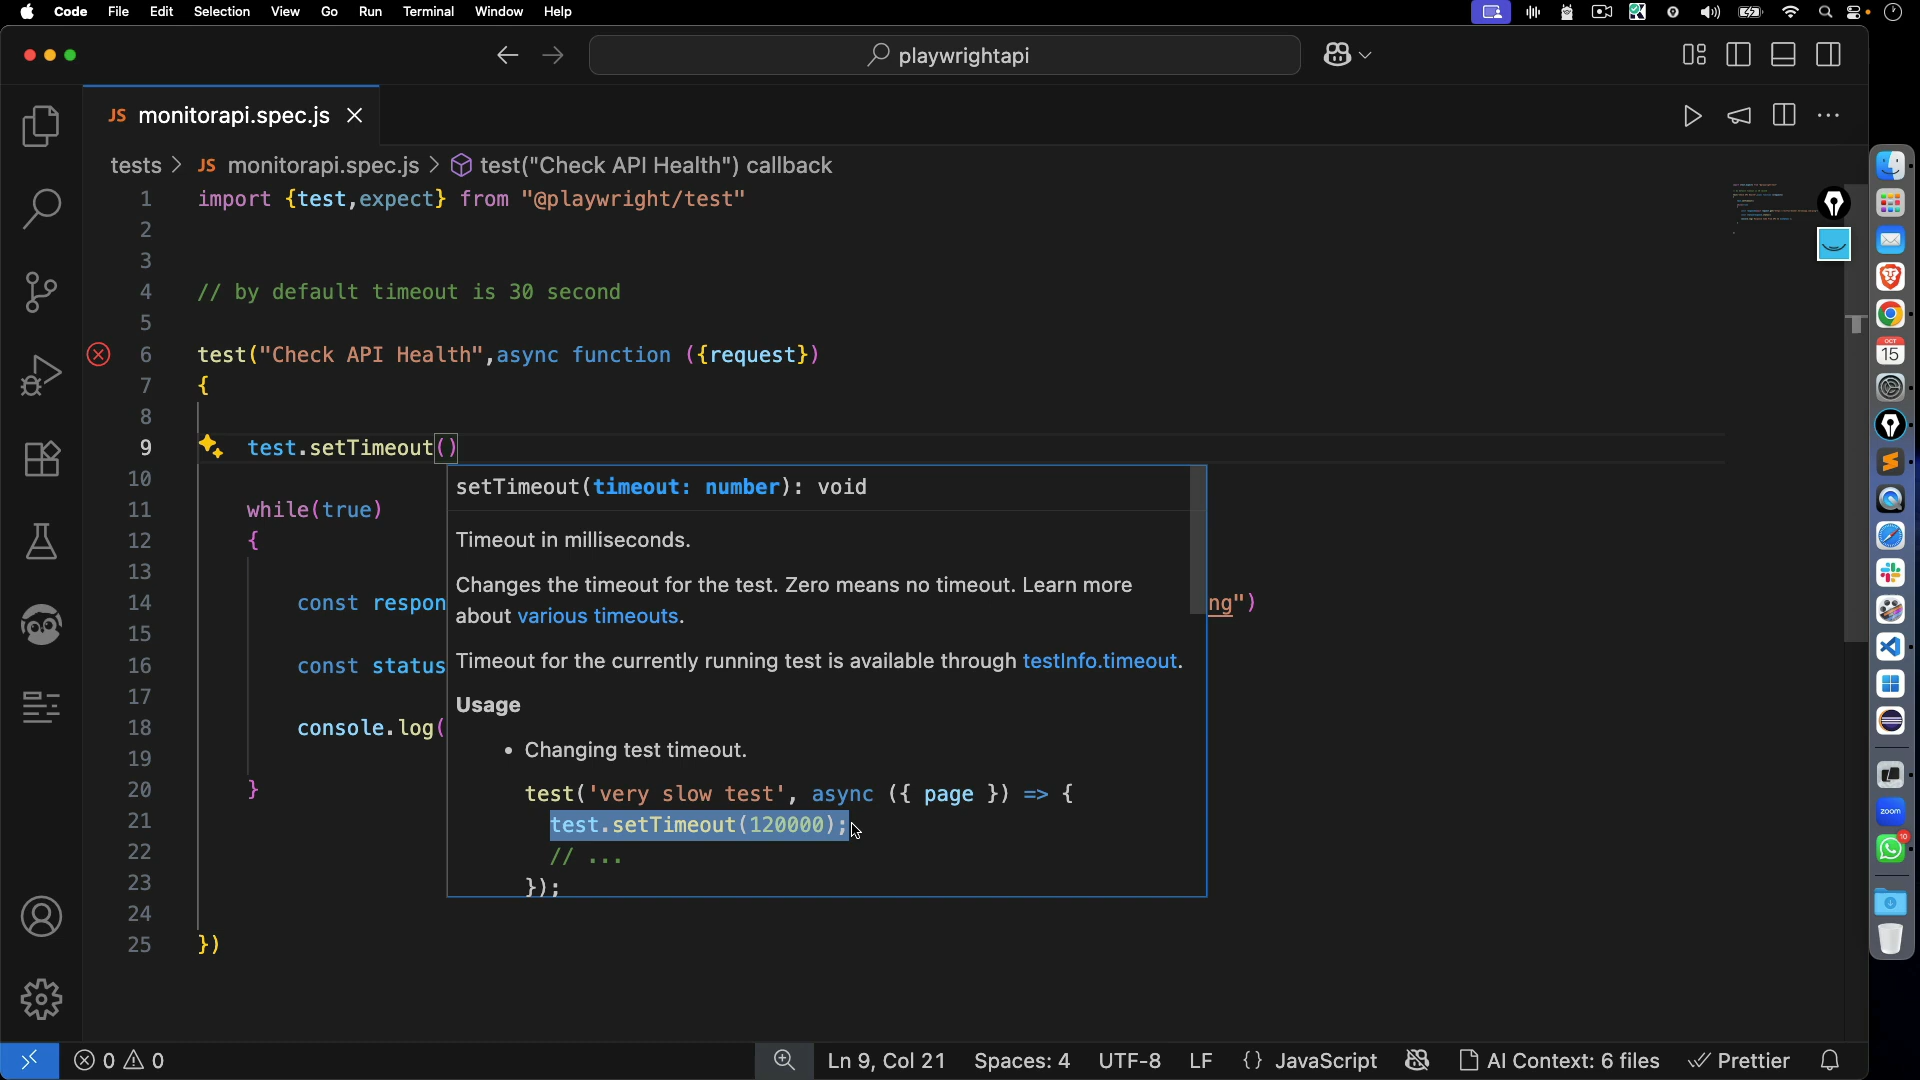 Code File Edit Selection View Go Run Terminal Window Help
playwrightapi
JS monitorapi.spec.js
tests > JS monitorapi.spec.js > test("Check API Health") callback
1 import {test,expect} from "@playwright/test"
2
3
4 // by default timeout is 30 second
5
6 test("Check API Health",async function ({request})
7 {
8
9 test.setTimeout()
10
11 while(true)
12 {
13
14 const respon ng")
15
16 const status
17
18 console.log(
19
20 }
21
22
23
24
25 })
setTimeout(timeout: number): void
Timeout in milliseconds.
Changes the timeout for the test. Zero means no timeout. Learn more
about various timeouts.
Timeout for the currently running test is available through testInfo.timeout.
Usage
• Changing test timeout.
test('very slow test', async ({ page }) => {
test.setTimeout(120000);
// ...
});
OCT
15
zoom
10
0 0 Ln 9, Col 21 Spaces: 4 UTF-8 LF {} JavaScript AI Context: 6 files Prettier